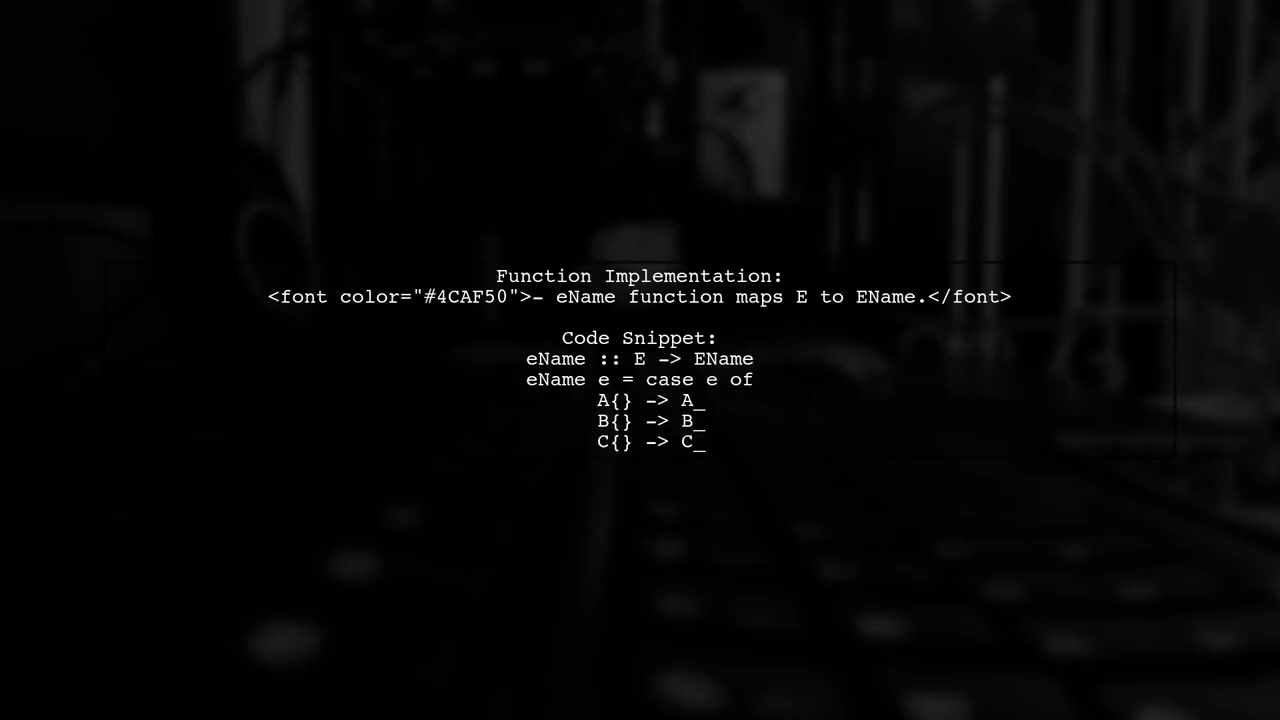 Function Implementation:
<font color="#4CAF50">- eName function maps E to EName.</font>
Code Snippet:
eName :: E -> EName
eName e = case e of
A{} -> A_
B{} -> B_
C{} -> C_